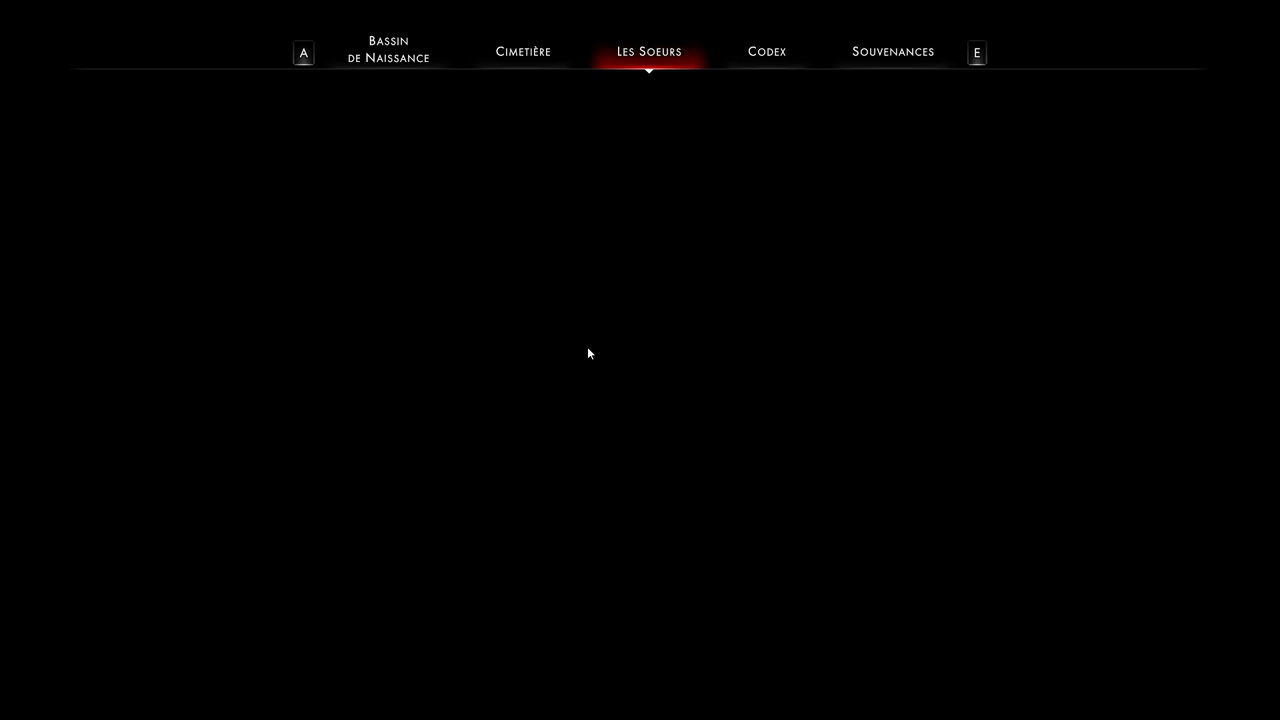 A
Bassin
de Naissance
Cimetière
Les Soeurs
Codex
Souvenances
E